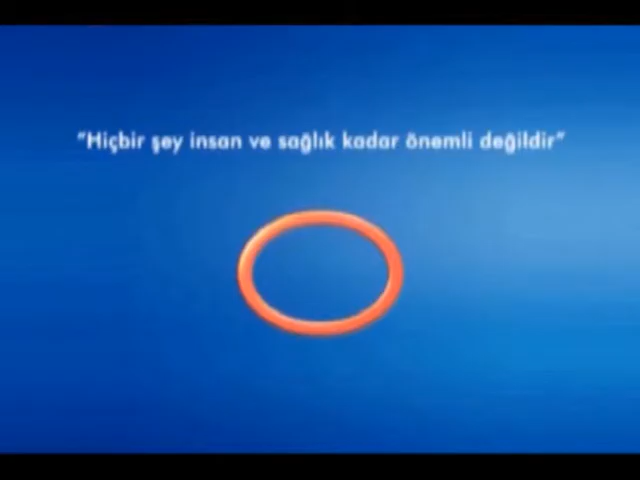 “Hiçbir şey insan ve sağlık kadar önemli değildir”